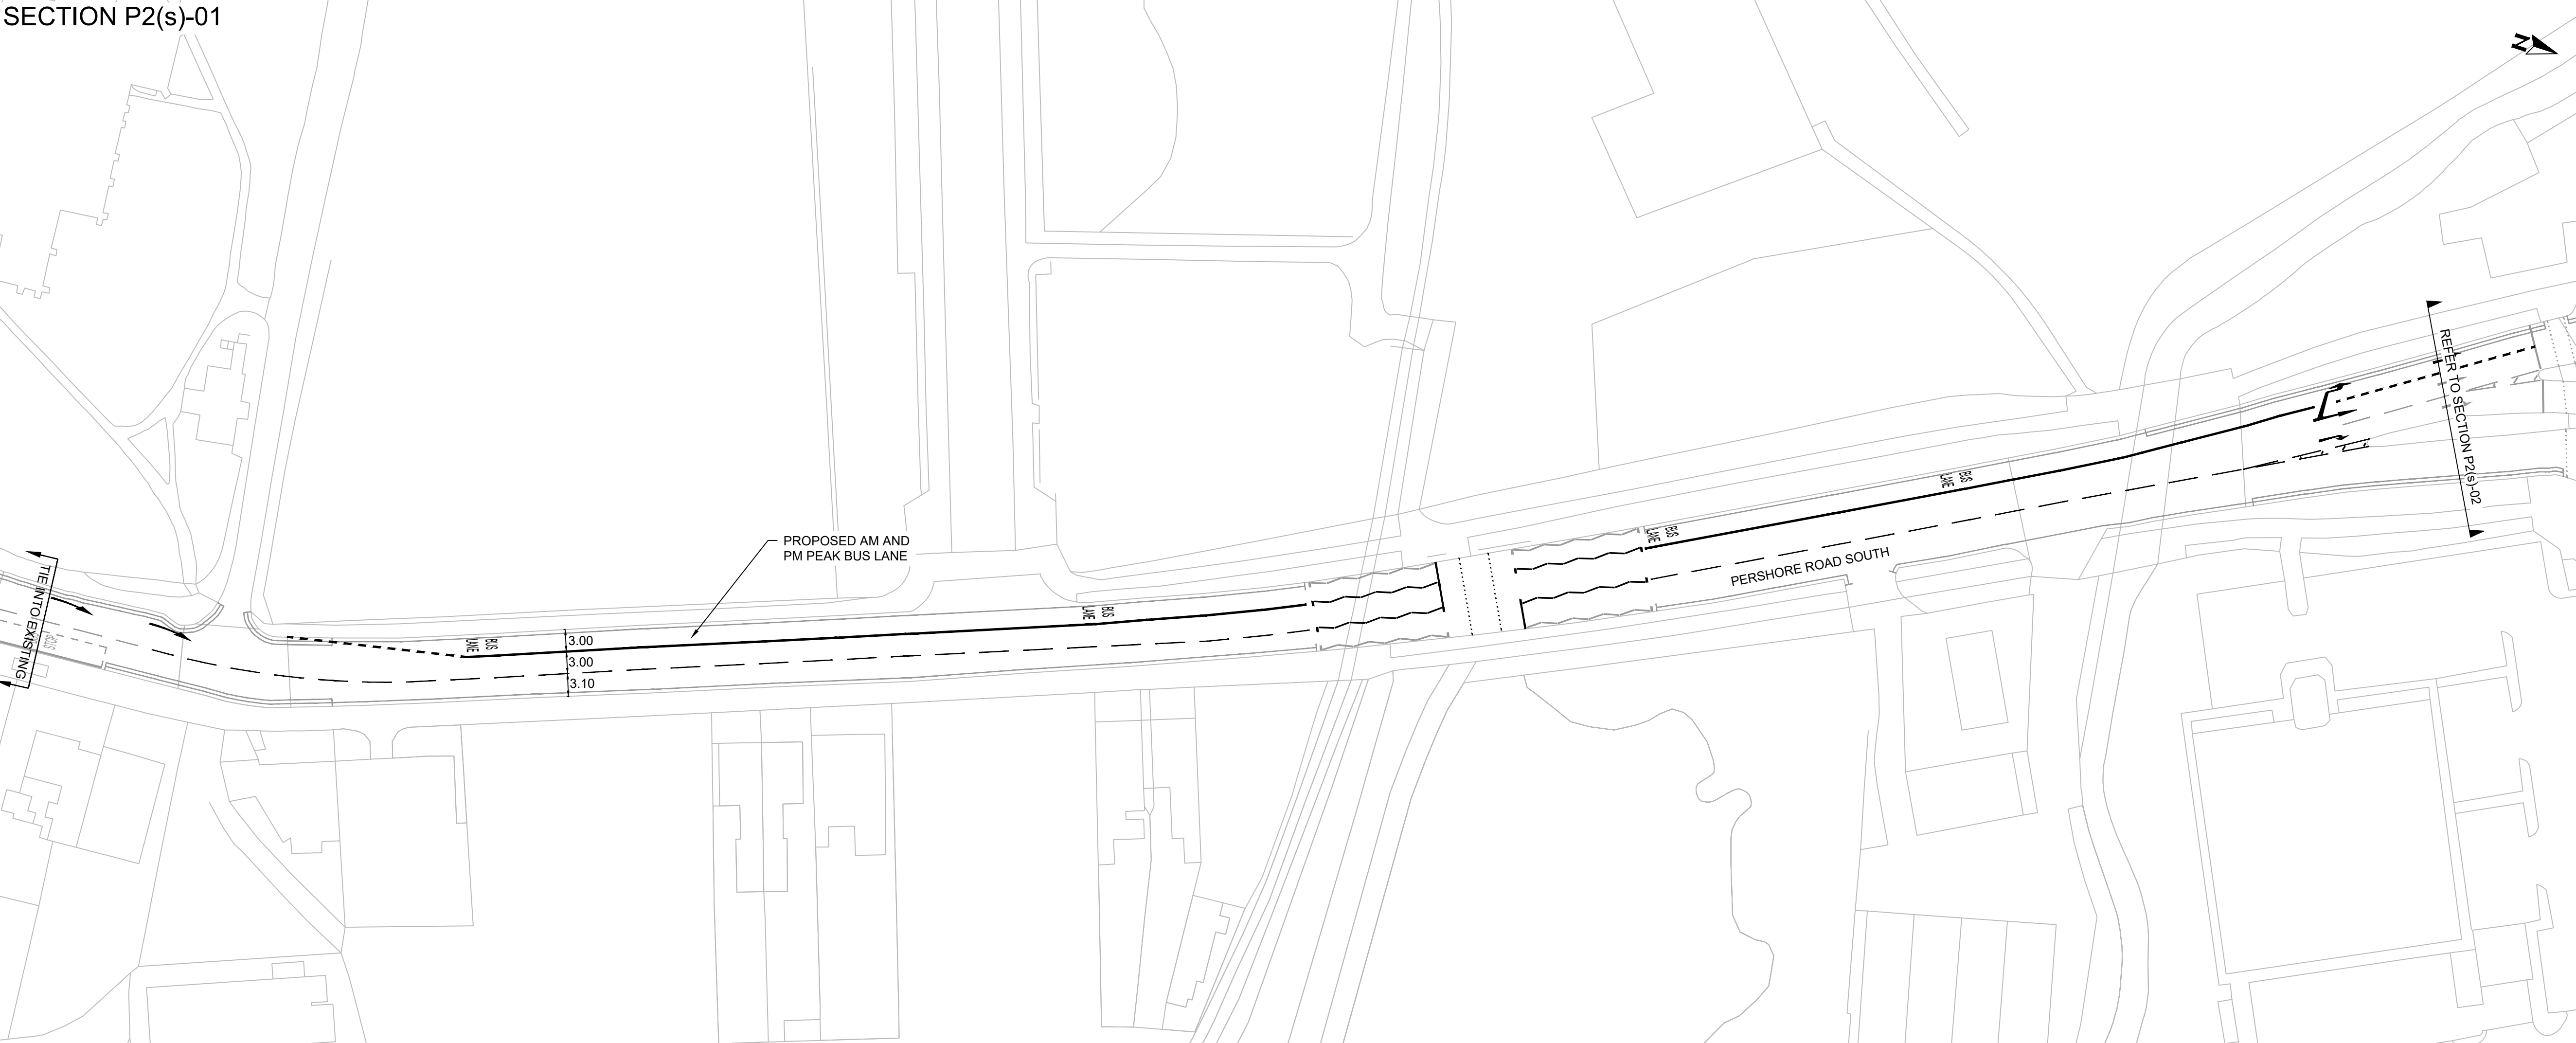 SECTION P2(s)-01
N
TIE INTO EXISTING
BUS
LANE
3.00
3.00
3.10
PROPOSED AM AND
PM PEAK BUS LANE
BUS
LANE
BUS
LANE
PERSHORE ROAD SOUTH
BUS
LANE
REFER TO SECTION P2(s)-02